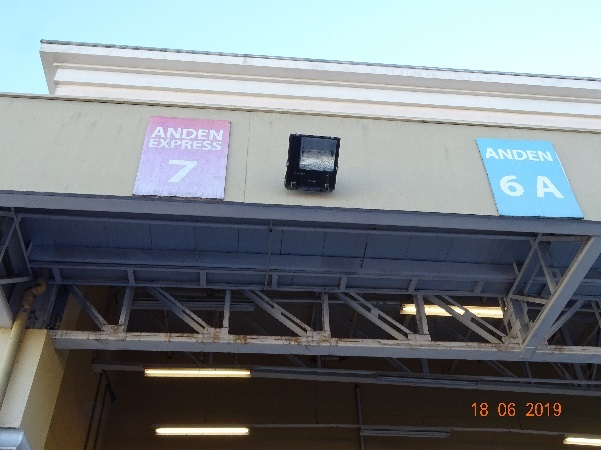 ANDEN
EXPRESS
7
ANDEN
6 A
18 06 2019